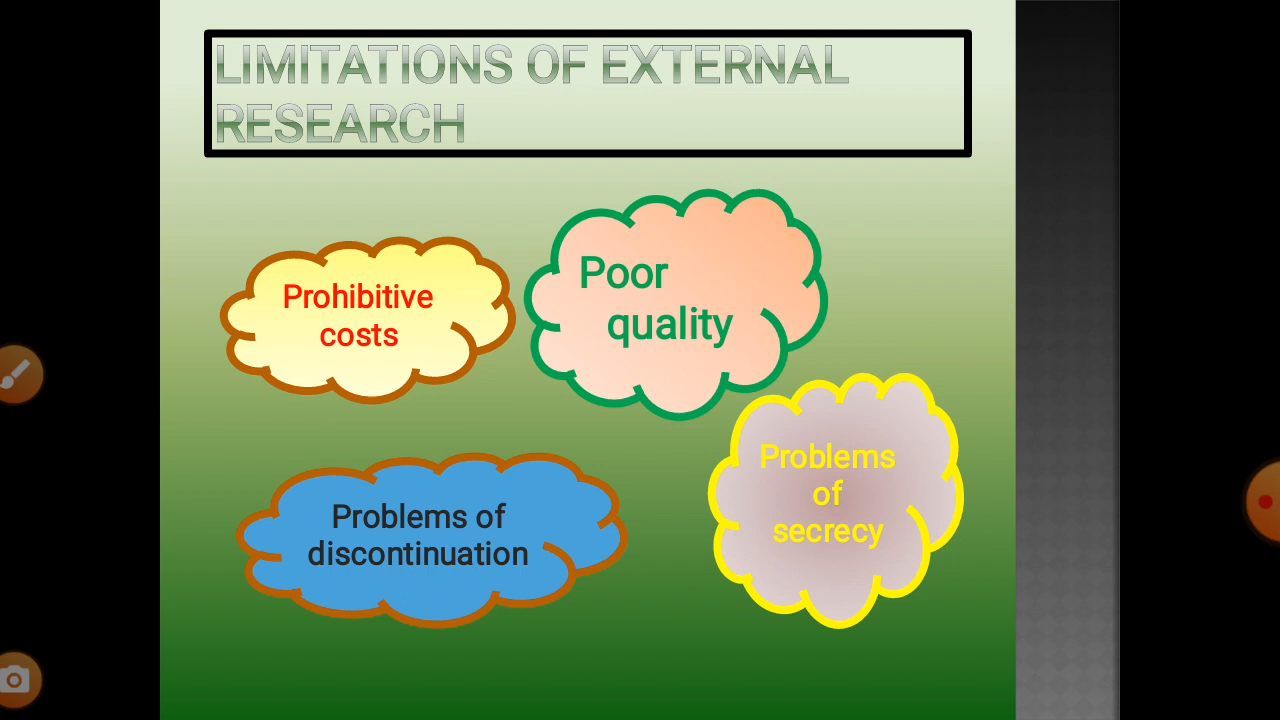 LIMITATIONS OF EXTERNAL
RESEARCH
Prohibitive
costs
Poor
quality
Problems of
discontinuation
Problems
of
secrecy